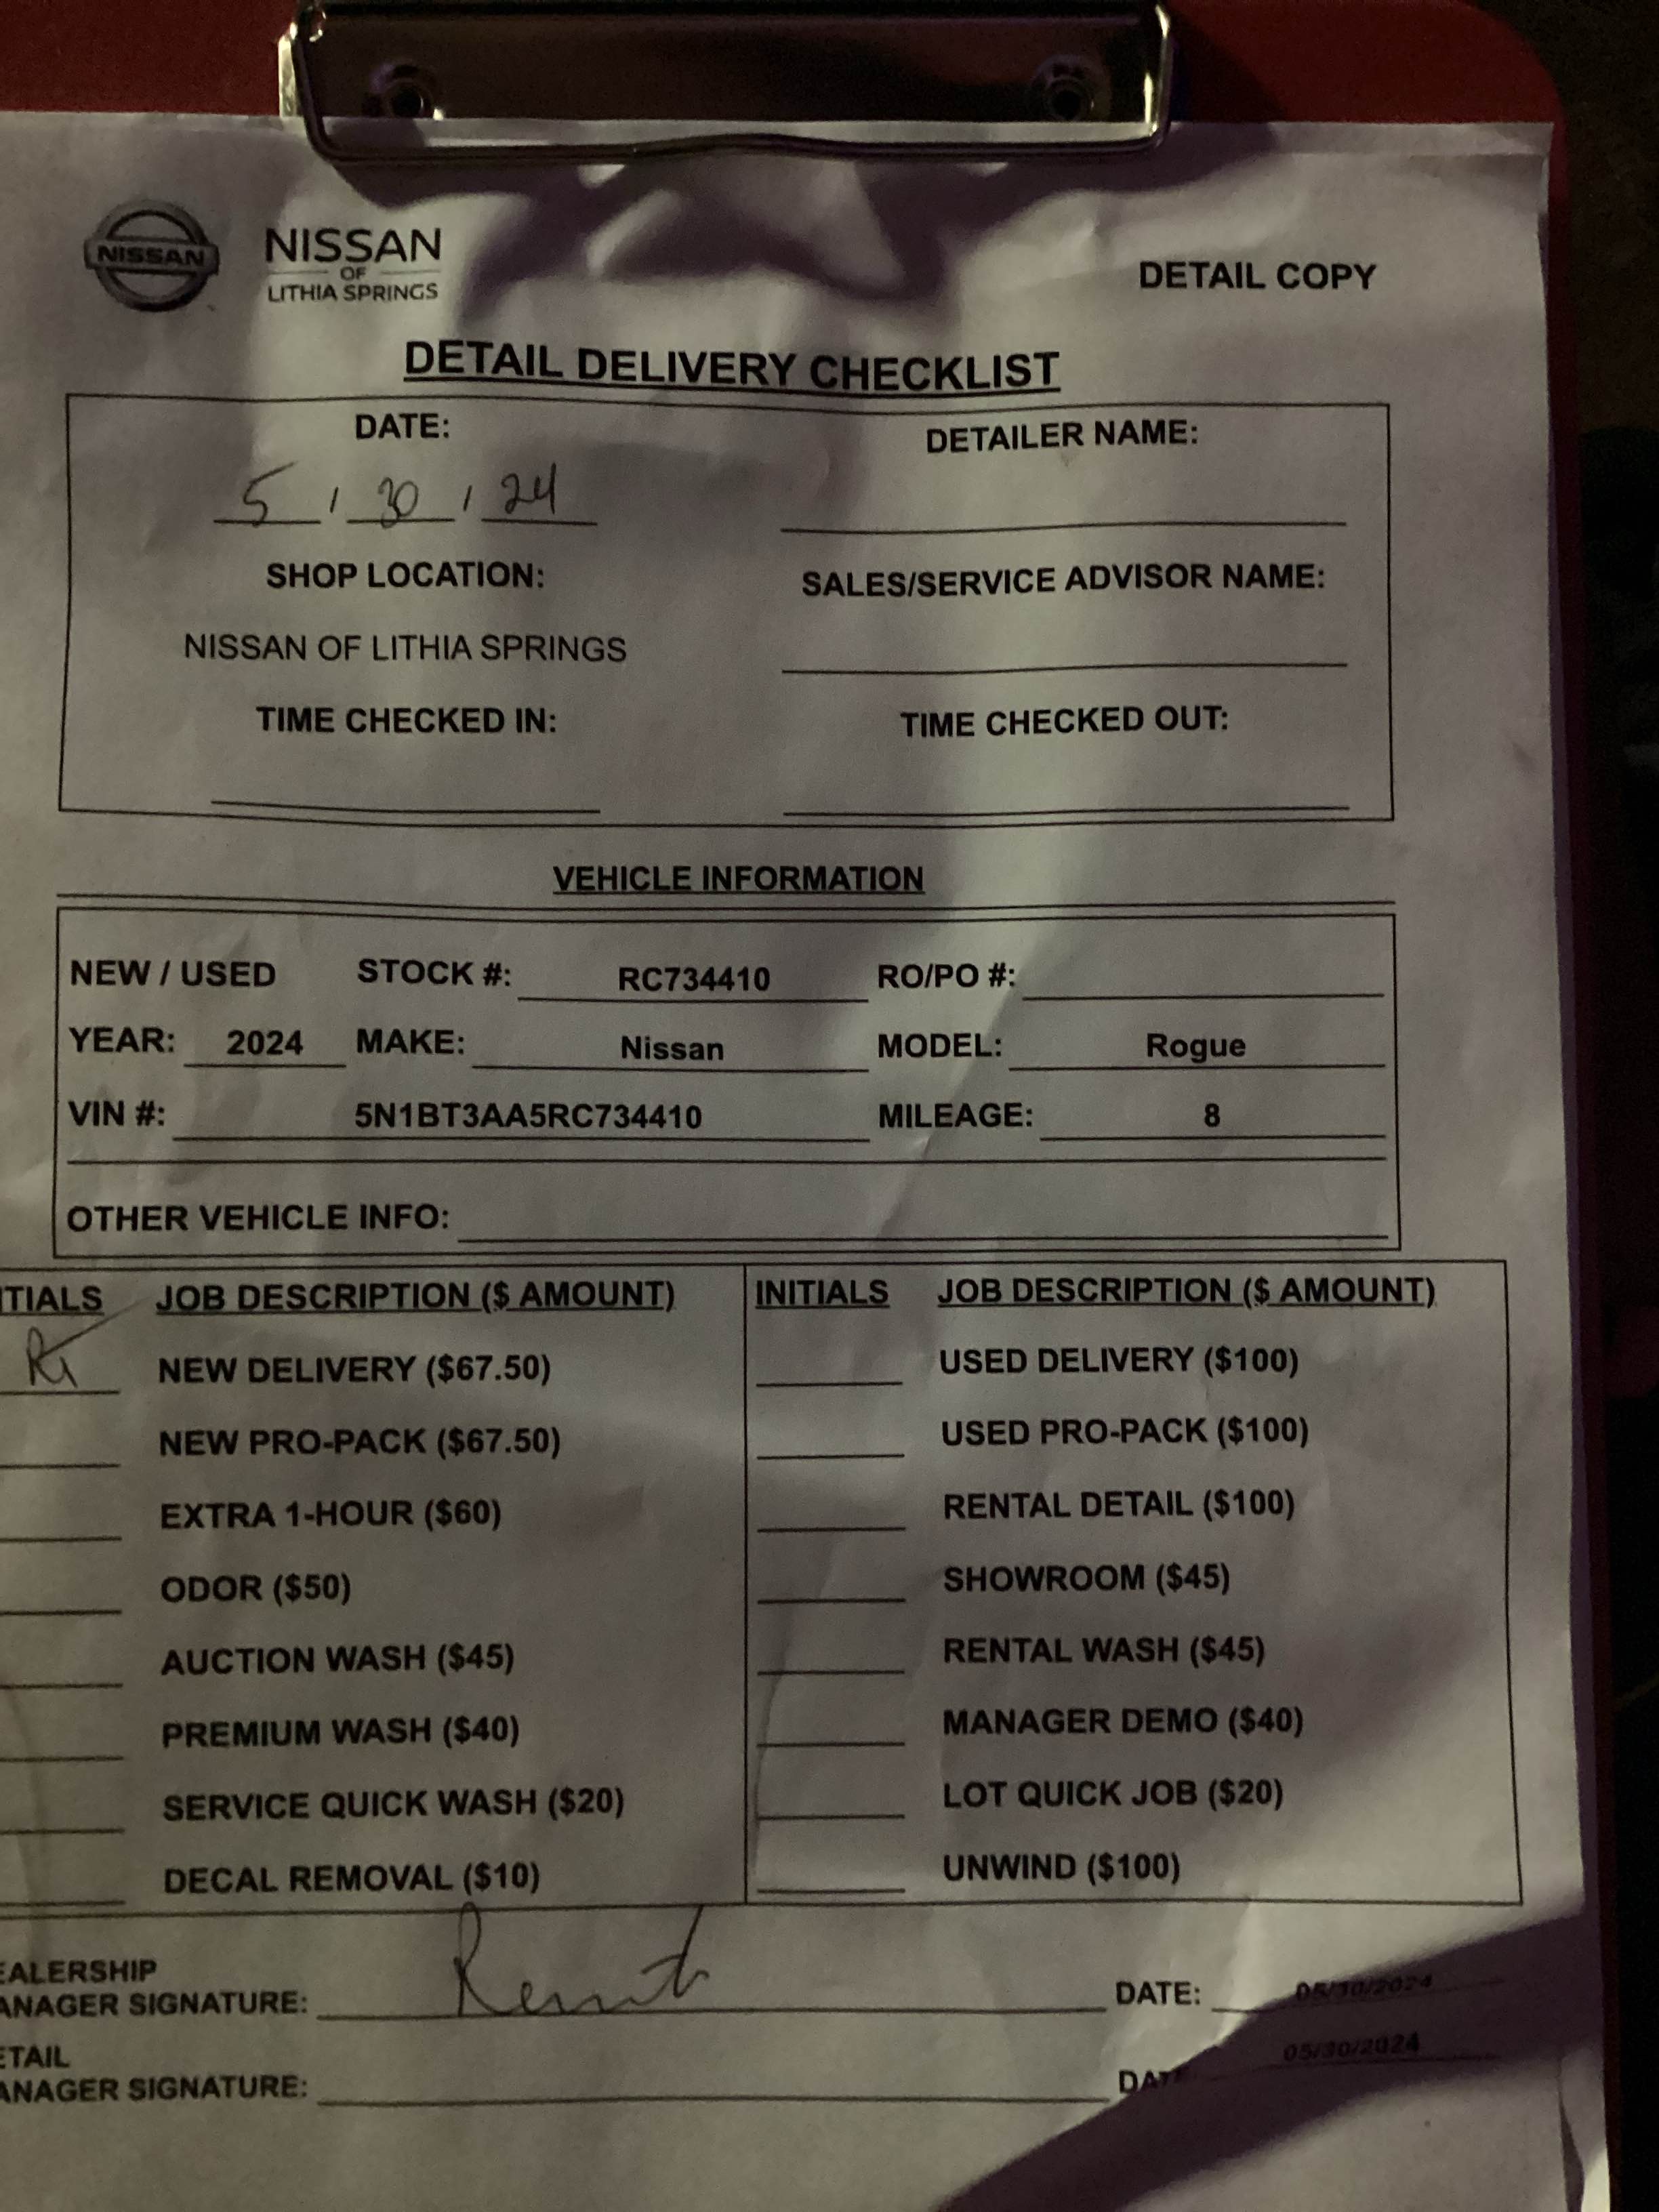 NISSAN
NISSAN
OF
LITHIA SPRINGS
DETAIL COPY
DETAIL DELIVERY CHECKLIST
DATE: DETAILER NAME:
5 / 30 / 24
SHOP LOCATION: SALES/SERVICE ADVISOR NAME:
NISSAN OF LITHIA SPRINGS
TIME CHECKED IN: TIME CHECKED OUT:
VEHICLE INFORMATION
NEW / USED STOCK #: RC734410 RO/PO #:
YEAR: 2024 MAKE: Nissan MODEL: Rogue
VIN #: 5N1BT3AA5RC734410 MILEAGE: 8
OTHER VEHICLE INFO:
TIALS JOB DESCRIPTION ($ AMOUNT) INITIALS JOB DESCRIPTION ($ AMOUNT)
NEW DELIVERY ($67.50) USED DELIVERY ($100)
NEW PRO-PACK ($67.50) USED PRO-PACK ($100)
EXTRA 1-HOUR ($60) RENTAL DETAIL ($100)
ODOR ($50) SHOWROOM ($45)
AUCTION WASH ($45) RENTAL WASH ($45)
PREMIUM WASH ($40) MANAGER DEMO ($40)
SERVICE QUICK WASH ($20) LOT QUICK JOB ($20)
DECAL REMOVAL ($10) UNWIND ($100)
EALERSHIP
ANAGER SIGNATURE: DATE: 05/30/2024
ETAIL 05/30/2024
ANAGER SIGNATURE: DAT